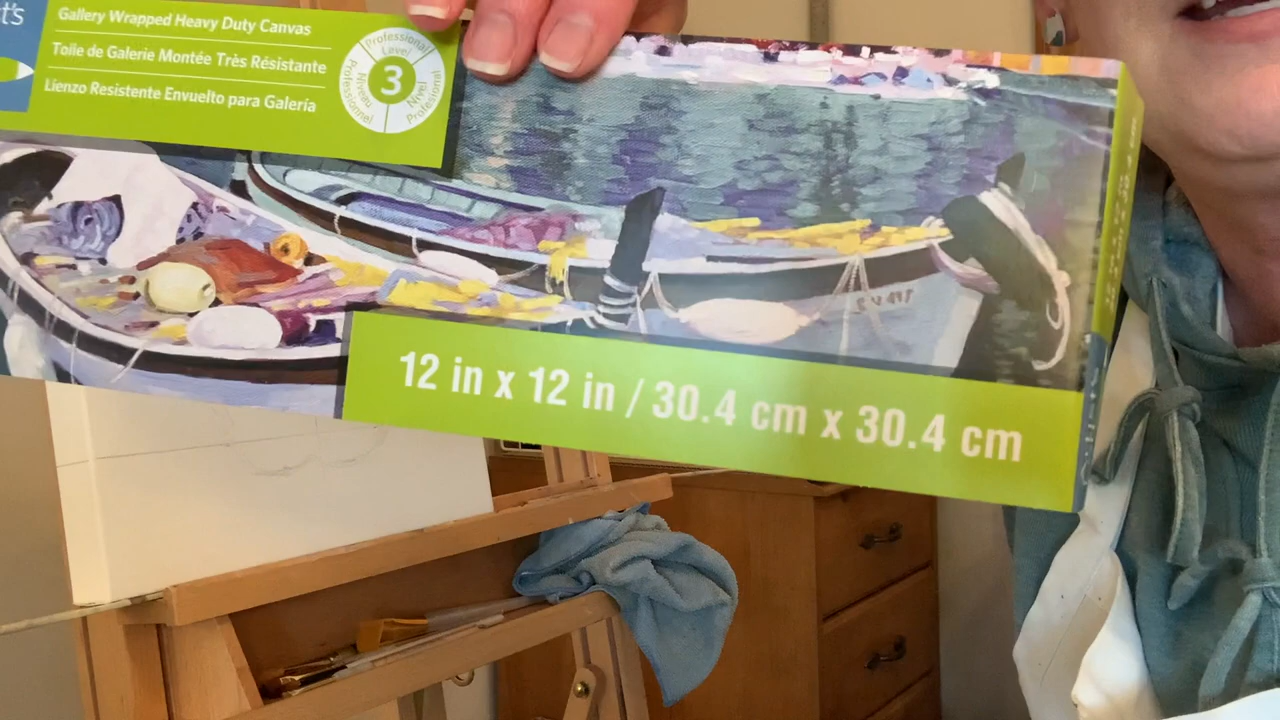 t's
Gallery Wrapped Heavy Duty Canvas
Toile de Galerie Montée Très Résistante
Lienzo Resistente Envuelto para Galería
Professional Level
3
Niveau Professionnel
Nivel Profesional
12 in x 12 in / 30.4 cm x 30.4 cm